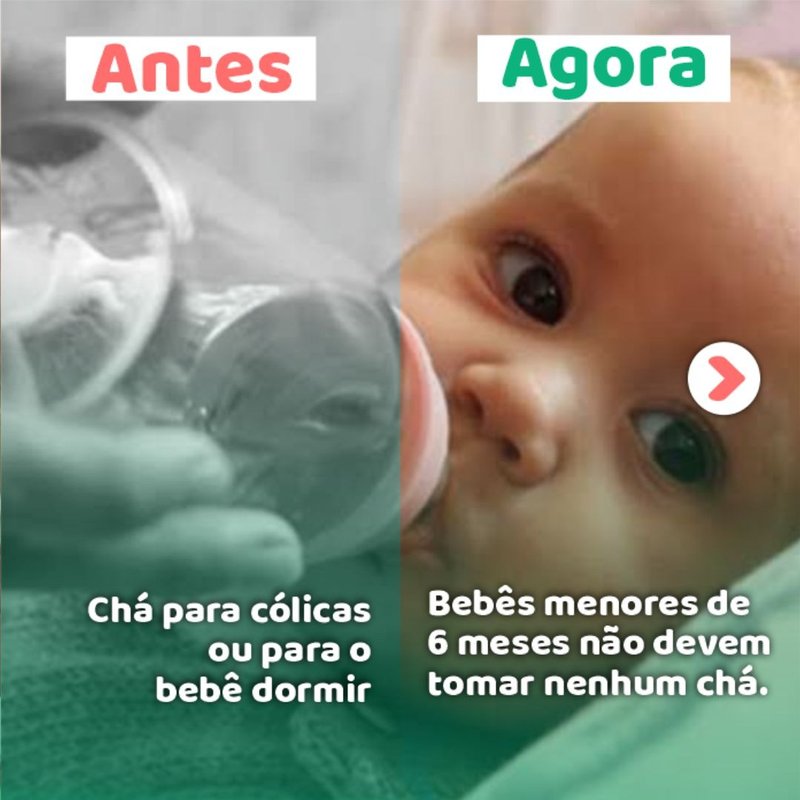 Antes
Chá para cólicas
ou para o
bebê dormir
Agora
Bebês menores de
6 meses não devem
tomar nenhum chá.